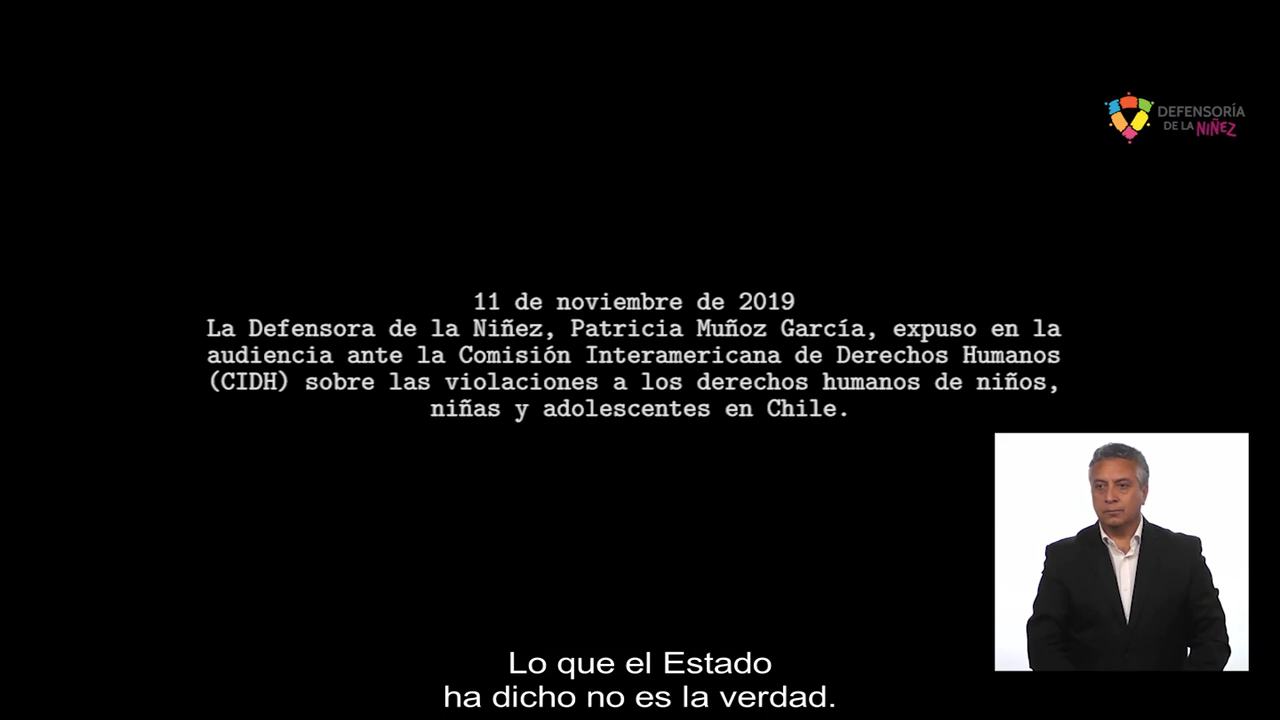 DEFENSORÍA
DE LA NIÑEZ
11 de noviembre de 2019
La Defensora de la Niñez, Patricia Muñoz García, expuso en la
audiencia ante la Comisión Interamericana de Derechos Humanos
(CIDH) sobre las violaciones a los derechos humanos de niños,
niñas y adolescentes en Chile.
Lo que el Estado
ha dicho no es la verdad.